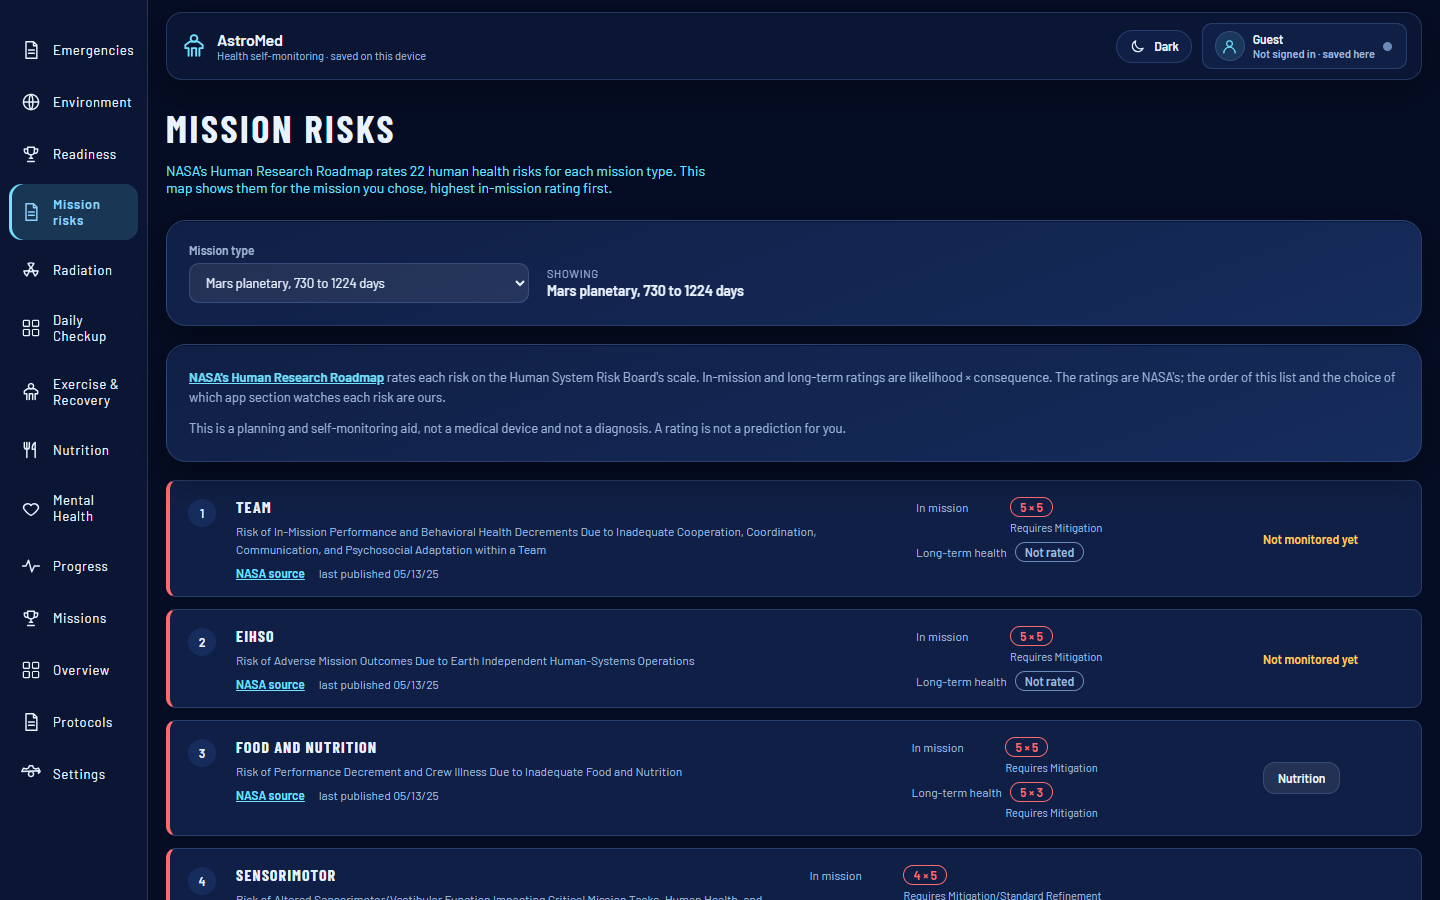 Emergencies
Environment
Readiness
Mission
risks
Radiation
Daily
Checkup
Exercise &
Recovery
Nutrition
Mental
Health
Progress
Missions
Overview
Protocols
Settings
AstroMed
Health self-monitoring · saved on this device
Dark
Guest
Not signed in · saved here
MISSION RISKS
NASA's Human Research Roadmap rates 22 human health risks for each mission type. This
map shows them for the mission you chose, highest in-mission rating first.
Mission type
Mars planetary, 730 to 1224 days
SHOWING
Mars planetary, 730 to 1224 days
NASA's Human Research Roadmap rates each risk on the Human System Risk Board's scale. In-mission and long-term ratings are likelihood × consequence. The ratings are NASA's; the order of this list and the choice of
which app section watches each risk are ours.
This is a planning and self-monitoring aid, not a medical device and not a diagnosis. A rating is not a prediction for you.
1
TEAM
Risk of In-Mission Performance and Behavioral Health Decrements Due to Inadequate Cooperation, Coordination,
Communication, and Psychosocial Adaptation within a Team
NASA source last published 05/13/25
In mission 5 × 5
Requires Mitigation
Long-term health Not rated
Not monitored yet
2
EIHSO
Risk of Adverse Mission Outcomes Due to Earth Independent Human-Systems Operations
NASA source last published 05/13/25
In mission 5 × 5
Requires Mitigation
Long-term health Not rated
Not monitored yet
3
FOOD AND NUTRITION
Risk of Performance Decrement and Crew Illness Due to Inadequate Food and Nutrition
NASA source last published 05/13/25
In mission 5 × 5
Requires Mitigation
Long-term health 5 × 3
Requires Mitigation
Nutrition
4
SENSORIMOTOR
Risk of Altered Sensorimotor/Vestibular Function Impacting Critical Mission Tasks, Human Health, and
In mission 4 × 5
Requires Mitigation/Standard Refinement